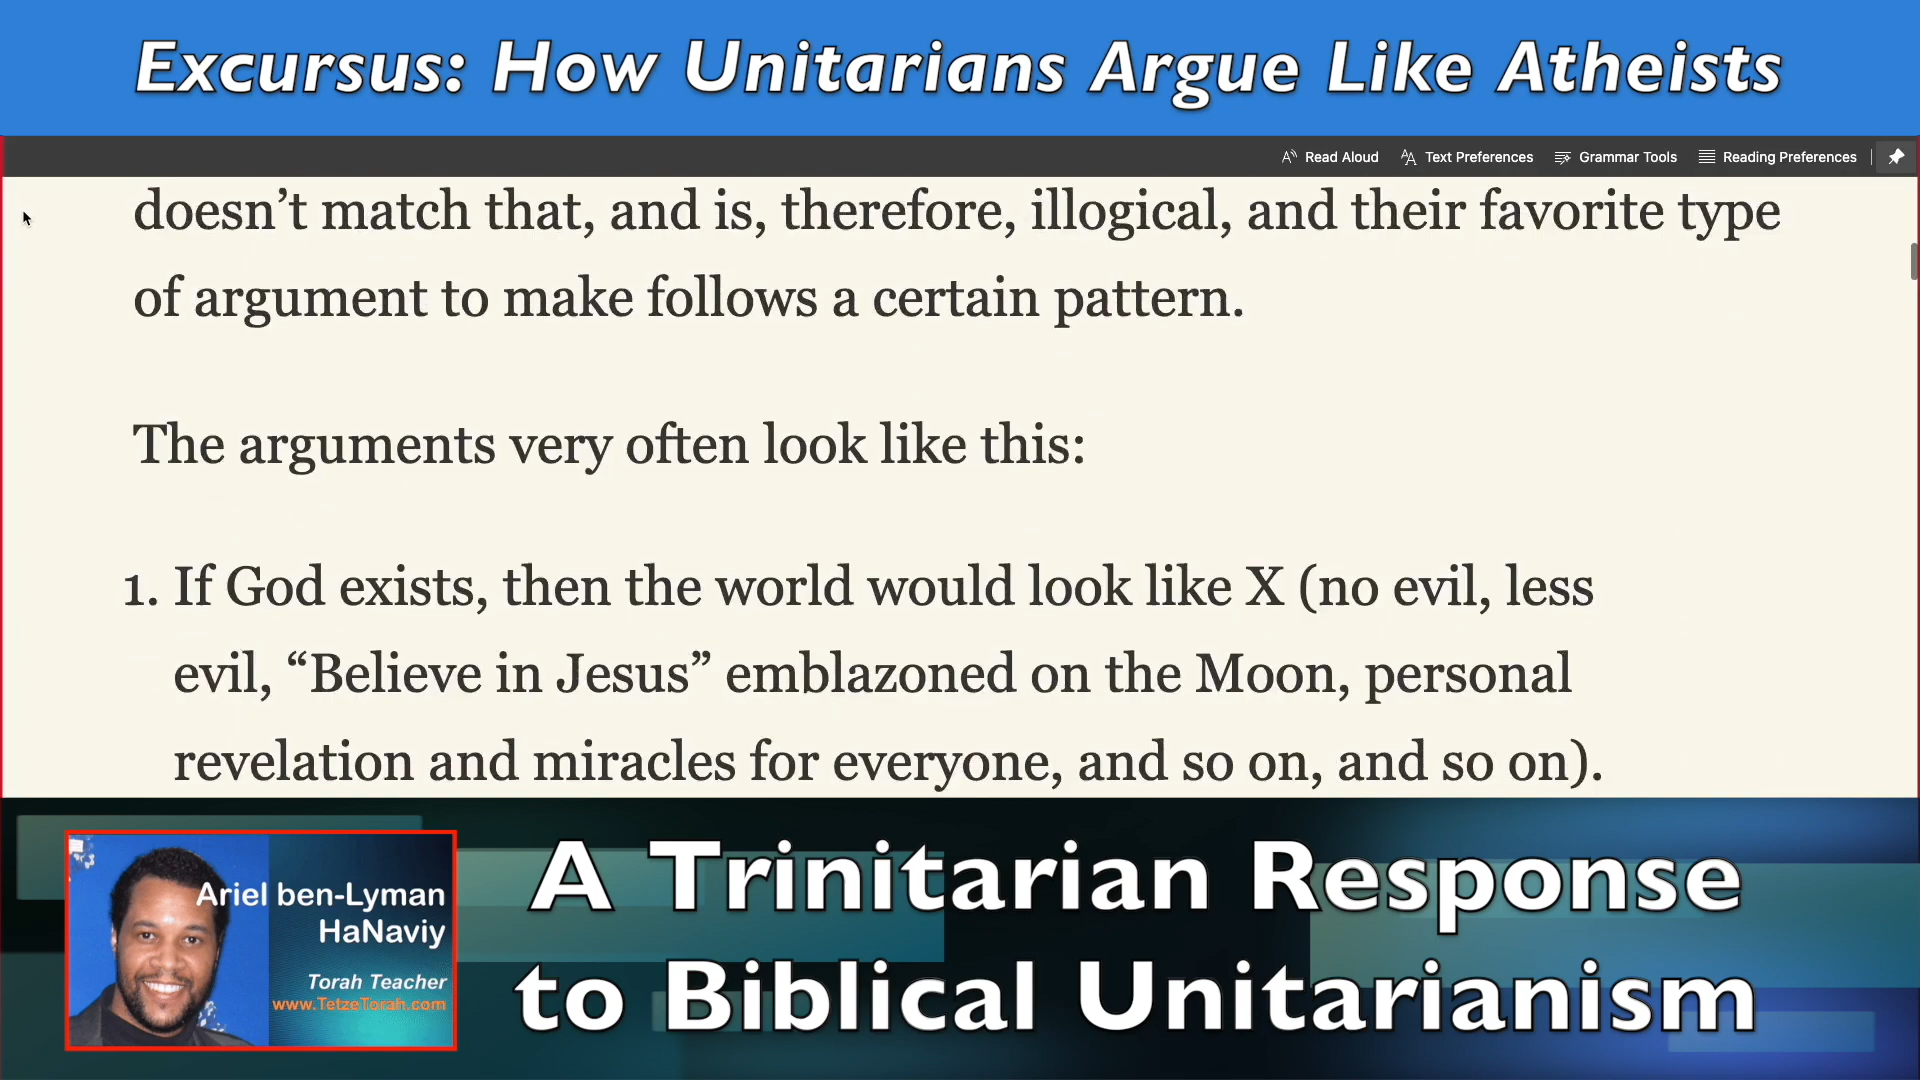 Excursus: How Unitarians Argue Like Atheists
Read Aloud Text Preferences Grammar Tools Reading Preferences
doesn’t match that, and is, therefore, illogical, and their favorite type
of argument to make follows a certain pattern.
The arguments very often look like this:
1. If God exists, then the world would look like X (no evil, less
evil, “Believe in Jesus” emblazoned on the Moon, personal
revelation and miracles for everyone, and so on, and so on).
Ariel ben-Lyman
HaNaviy
Torah Teacher
www.TetzeTorah.com
A Trinitarian Response
to Biblical Unitarianism